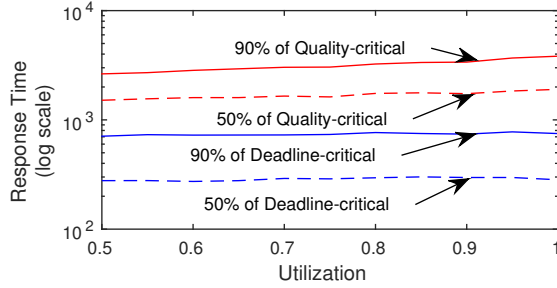 10^4
90% of Quality-critical
50% of Quality-critical
10^3
90% of Deadline-critical
50% of Deadline-critical
10^2
Response Time
(log scale)
0.5 0.6 0.7 0.8 0.9 1
Utilization